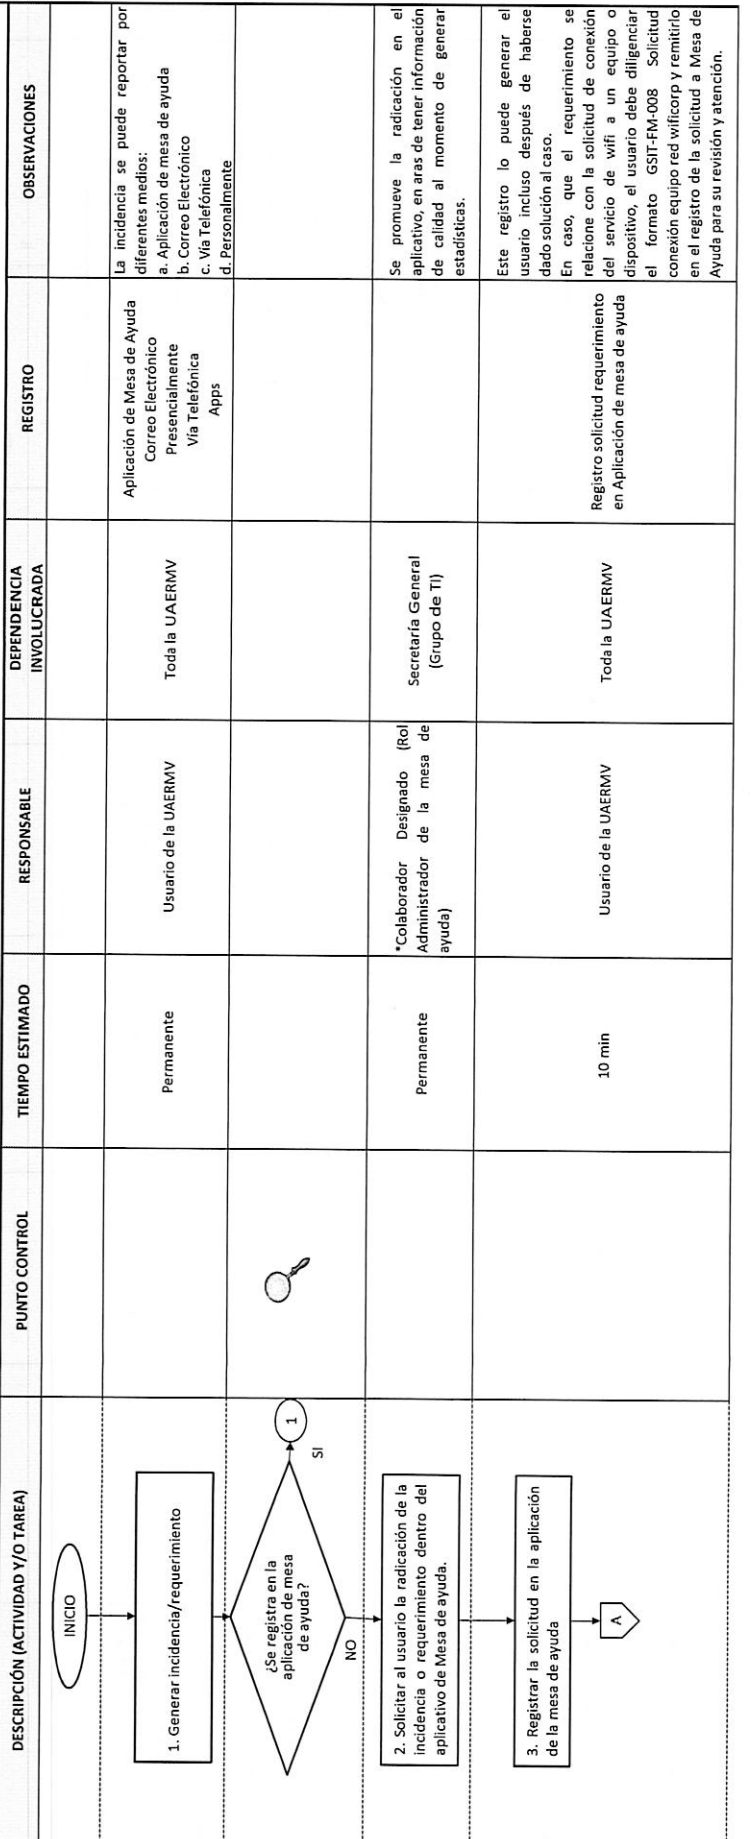 DESCRIPCIÓN (ACTIVIDAD Y/O TAREA)
PUNTO CONTROL
TIEMPO ESTIMADO
RESPONSABLE
DEPENDENCIA
INVOLUCRADA
REGISTRO
OBSERVACIONES
INICIO
1. Generar incidencia/requerimiento
Permanente
Usuario de la UAERMV
Toda la UAERMV
Aplicación de Mesa de Ayuda
Correo Electrónico
Presencialmente
Vía Telefónica
Apps
La incidencia se puede reportar por
diferentes medios:
a. Aplicación de mesa de ayuda
b. Correo Electrónico
c. Vía Telefónica
d. Personalmente
¿Se registra en la
aplicación de mesa
de ayuda?
SI
1
NO
2. Solicitar al usuario la radicación de la
incidencia o requerimiento dentro del
aplicativo de Mesa de ayuda.
Permanente
*Colaborador Designado (Rol
Administrador de la mesa de
ayuda)
Secretaría General
(Grupo de TI)
Se promueve la radicación en el
aplicativo, en aras de tener información
de calidad al momento de generar
estadísticas.
3. Registrar la solicitud en la aplicación
de la mesa de ayuda
10 min
Usuario de la UAERMV
Toda la UAERMV
Registro solicitud requerimiento
en Aplicación de mesa de ayuda
Este registro lo puede generar el
usuario incluso después de haberse
dado solución al caso.
En caso, que el requerimiento se
relacione con la solicitud de conexión
del servicio de wifi a un equipo o
dispositivo, el usuario debe diligenciar
el formato GSIT-FM-008 Solicitud
conexión equipo red wificorp y remitirlo
en el registro de la solicitud a Mesa de
Ayuda para su revisión y atención.
A